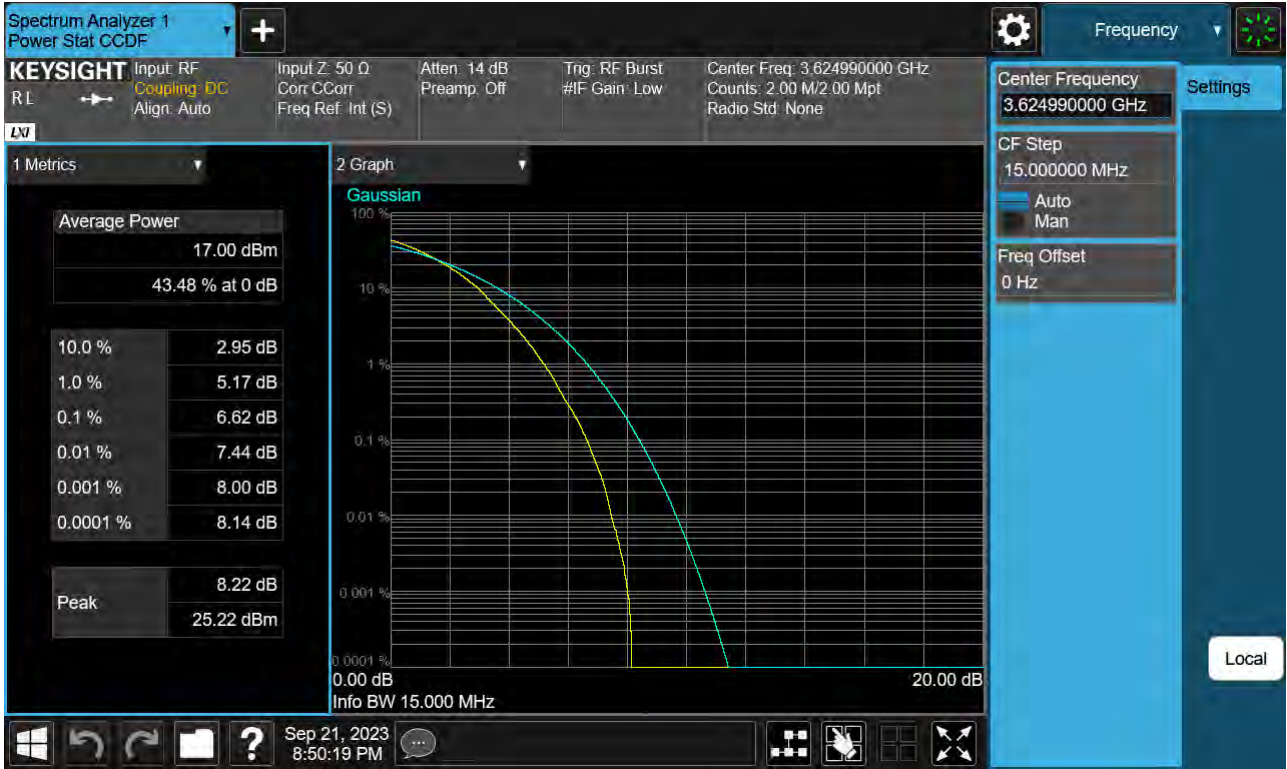 Spectrum Analyzer 1
Power Stat CCDF
Frequency
KEYSIGHT
R L
LXI
Input: RF
Coupling: DC
Align: Auto
Input Z: 50 Ω
Corr CCorr
Freq Ref: Int (S)
Atten: 14 dB
Preamp: Off
Trig: RF Burst
#IF Gain: Low
Center Freq: 3.624990000 GHz
Counts: 2.00 M/2.00 Mpt
Radio Std: None
Center Frequency
3.624990000 GHz
Settings
CF Step
15.000000 MHz
Auto
Man
Freq Offset
0 Hz
Local
1 Metrics
Average Power
17.00 dBm
43.48 % at 0 dB
10.0 % 2.95 dB
1.0 % 5.17 dB
0.1 % 6.62 dB
0.01 % 7.44 dB
0.001 % 8.00 dB
0.0001 % 8.14 dB
Peak 8.22 dB
25.22 dBm
2 Graph
Gaussian
100 %
10 %
1 %
0.1 %
0.01 %
0.001 %
0.0001 %
0.00 dB 20.00 dB
Info BW 15.000 MHz
?
Sep 21, 2023
8:50:19 PM